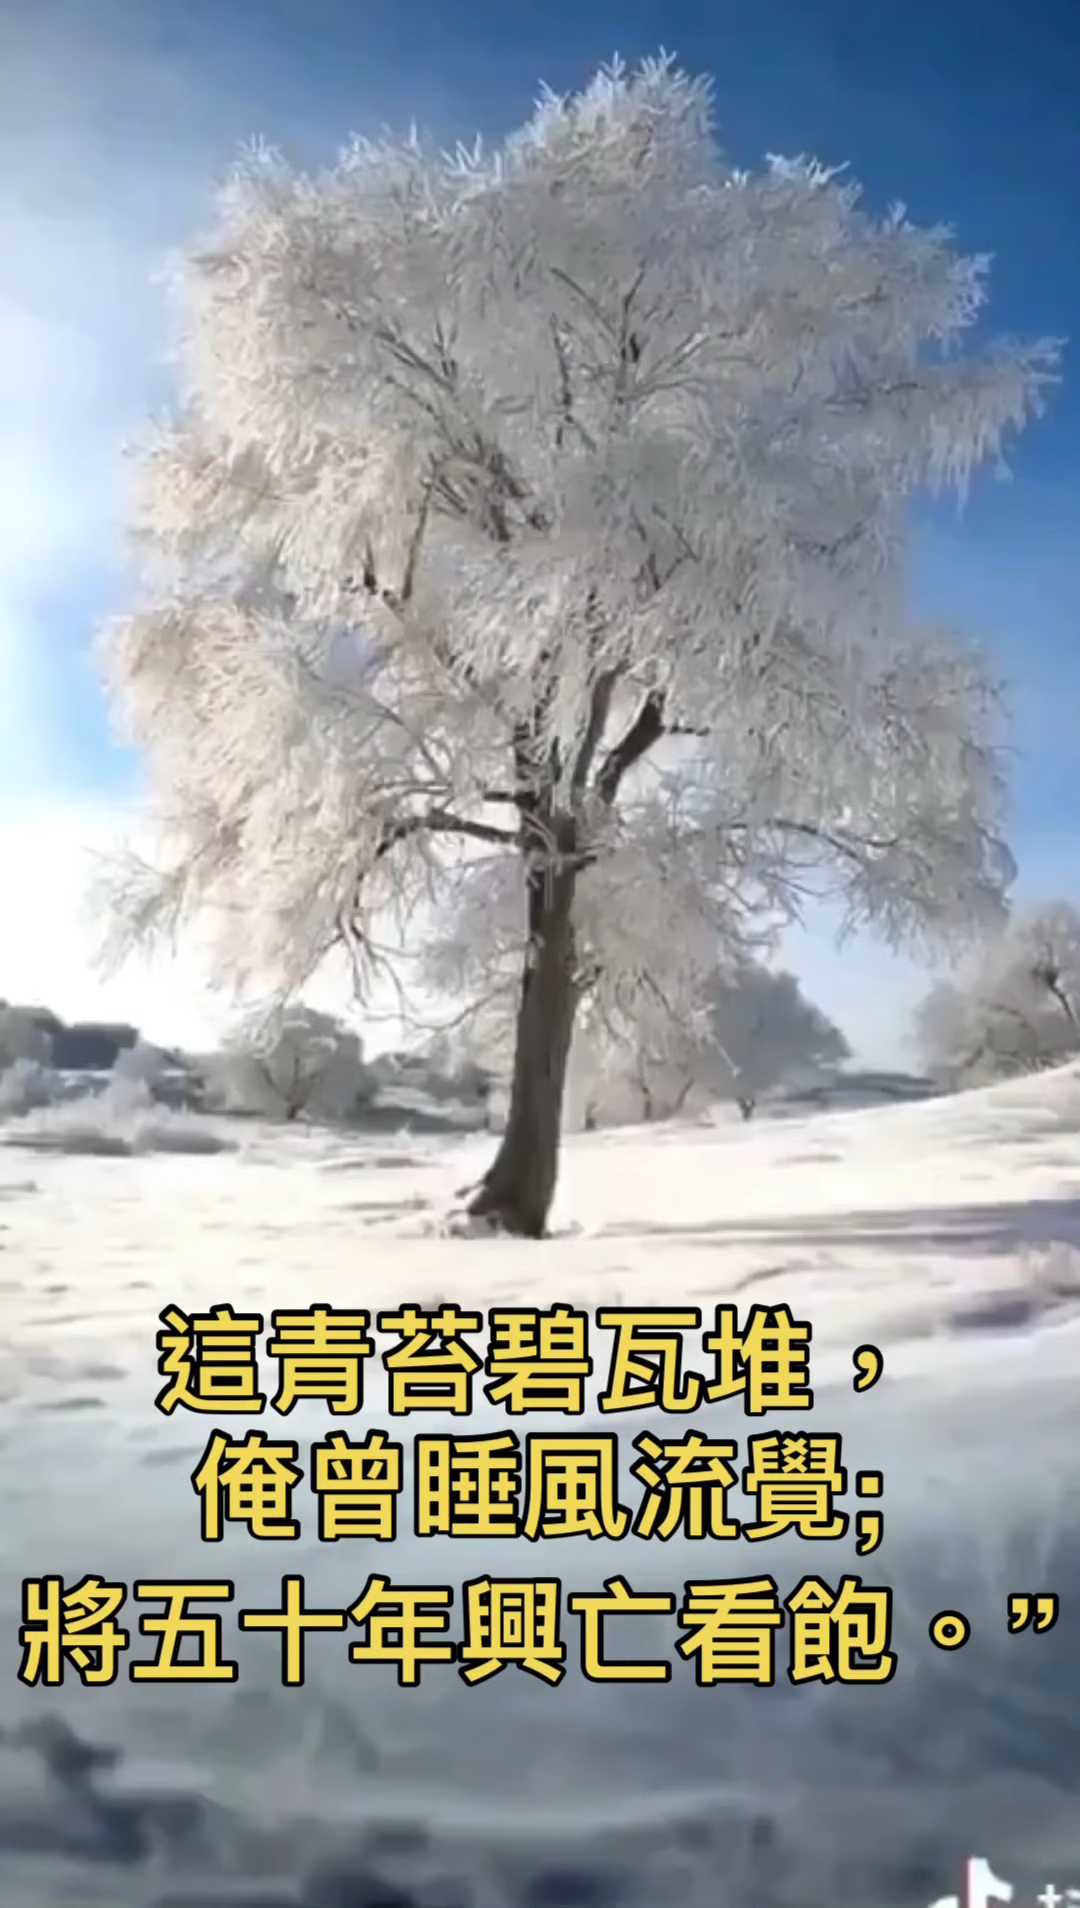 這青苔碧瓦堆，
俺曾睡風流覺;
將五十年興亡看飽。”